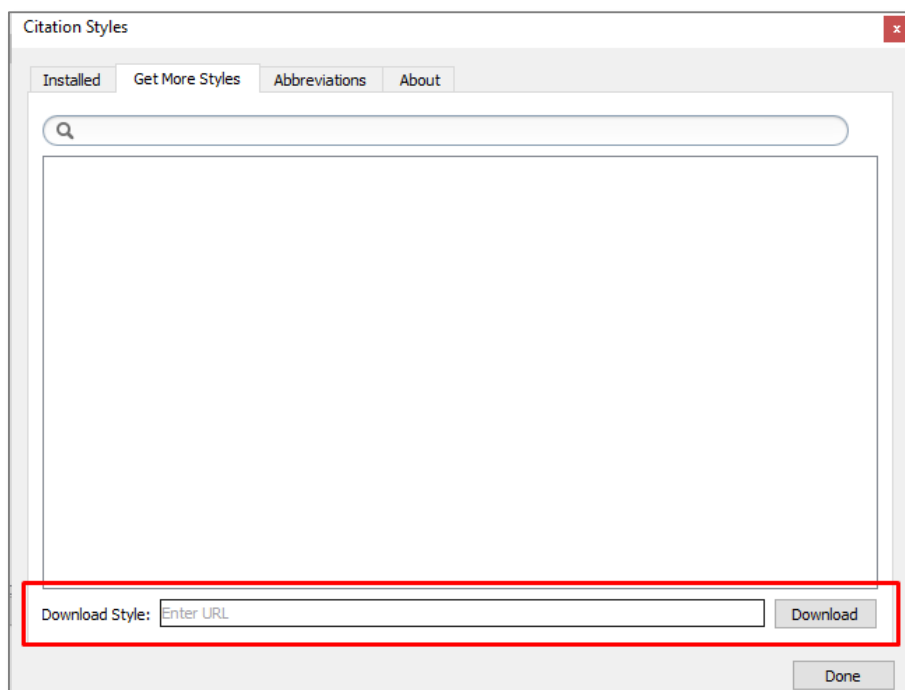 Citation Styles
x
Installed Get More Styles Abbreviations About
Download Style: Enter URL Download
Done